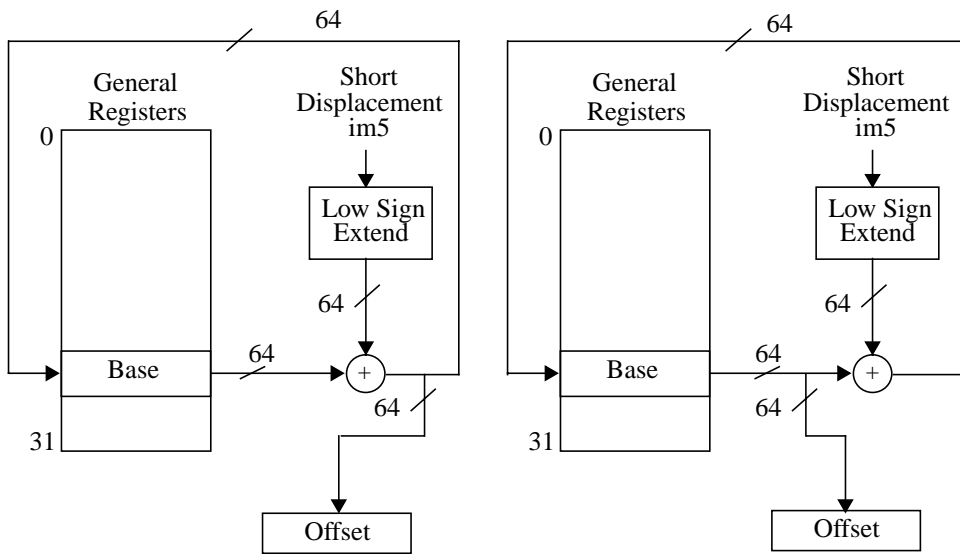 64
General
Registers
Short
Displacement
im5
0
Low Sign
Extend
64
Base
64
+
64
31
Offset
64
General
Registers
Short
Displacement
im5
0
Low Sign
Extend
64
Base
64
+
64
31
Offset